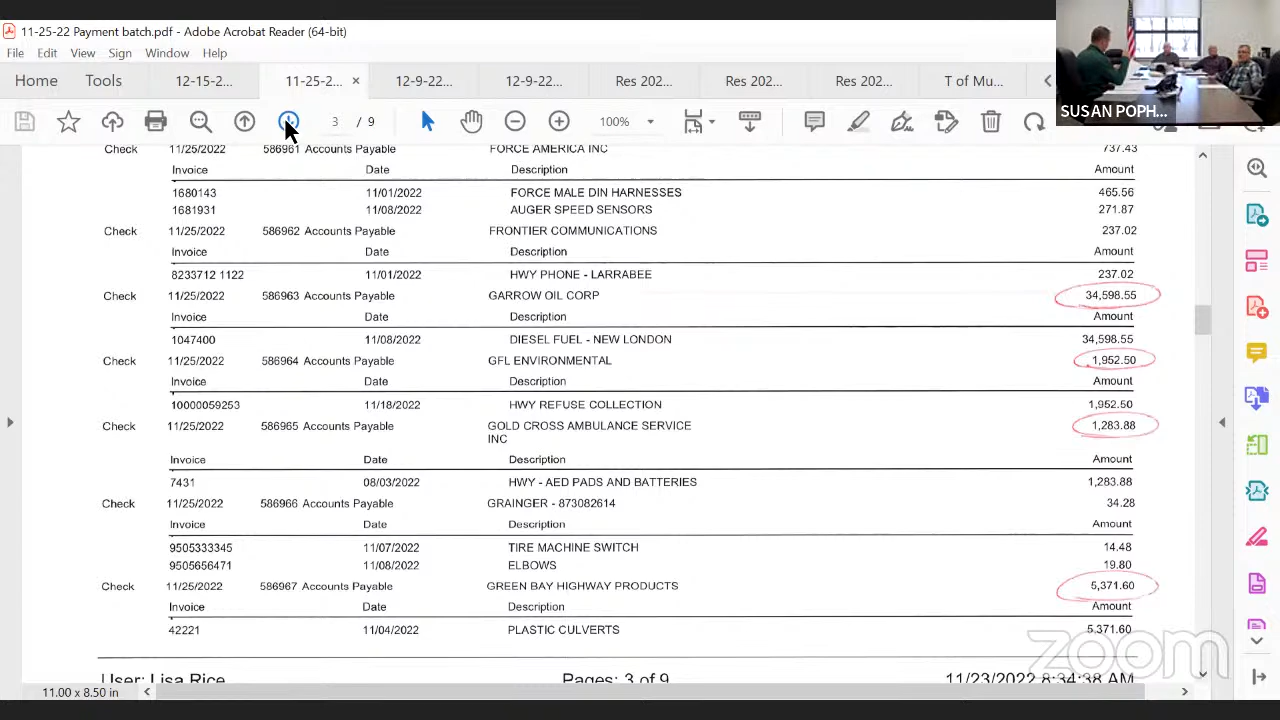 11-25-22 Payment batch.pdf - Adobe Acrobat Reader (64-bit)
File Edit View Sign Window Help
Home Tools 12-15-2... 11-25-2... × 12-9-22... 12-9-22... Res 202... Res 202... Res 202... T of Mu...
SUSAN POPH...
3 / 9 100%
Check 11/25/2022 586961 Accounts Payable FORCE AMERICA INC 737.43
Invoice Date Description Amount
1680143 11/01/2022 FORCE MALE DIN HARNESSES 465.56
1681931 11/08/2022 AUGER SPEED SENSORS 271.87
Check 11/25/2022 586962 Accounts Payable FRONTIER COMMUNICATIONS 237.02
Invoice Date Description Amount
8233712 1122 11/01/2022 HWY PHONE - LARRABEE 237.02
Check 11/25/2022 586963 Accounts Payable GARROW OIL CORP 34,598.55
Invoice Date Description Amount
1047400 11/08/2022 DIESEL FUEL - NEW LONDON 34,598.55
Check 11/25/2022 586964 Accounts Payable GFL ENVIRONMENTAL 1,952.50
Invoice Date Description Amount
10000059253 11/18/2022 HWY REFUSE COLLECTION 1,952.50
Check 11/25/2022 586965 Accounts Payable GOLD CROSS AMBULANCE SERVICE 1,283.88
INC
Invoice Date Description Amount
7431 08/03/2022 HWY - AED PADS AND BATTERIES 1,283.88
Check 11/25/2022 586966 Accounts Payable GRAINGER - 873082614 34.28
Invoice Date Description Amount
9505333345 11/07/2022 TIRE MACHINE SWITCH 14.48
9505656471 11/08/2022 ELBOWS 19.80
Check 11/25/2022 586967 Accounts Payable GREEN BAY HIGHWAY PRODUCTS 5,371.60
Invoice Date Description Amount
42221 11/04/2022 PLASTIC CULVERTS 5,371.60
zoom
User: Lisa Rice Pages: 3 of 9 11/23/2022 8:34:38 AM
11.00 x 8.50 in